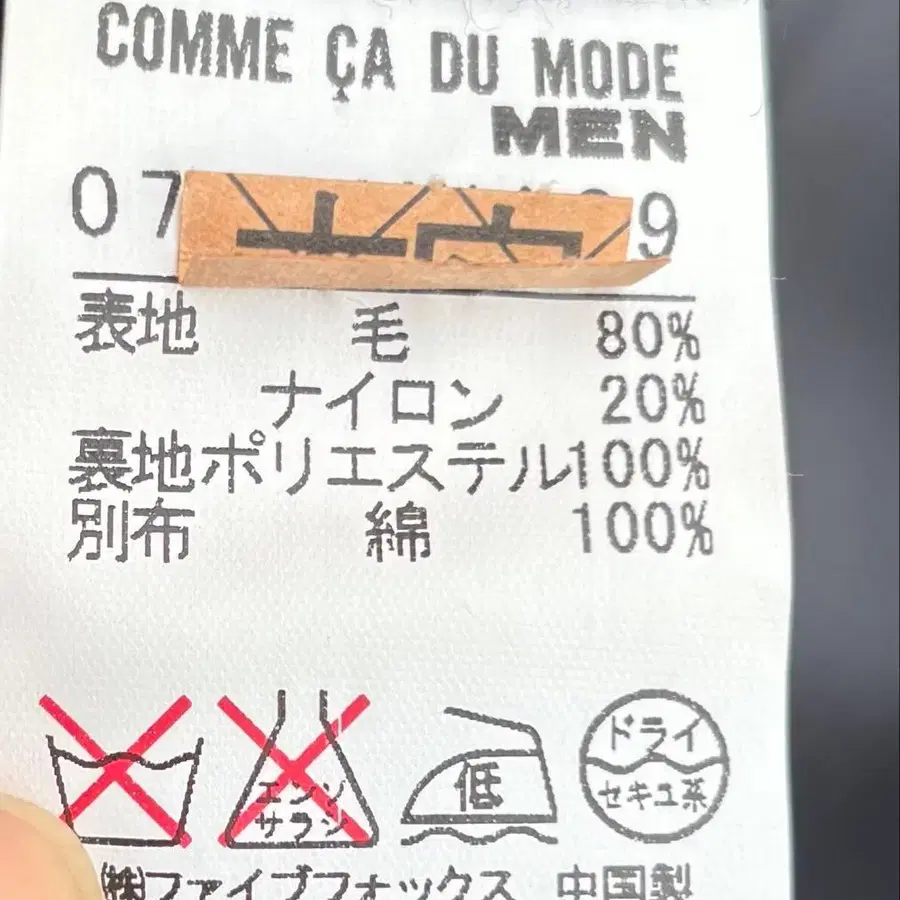 COMME ÇA DU MODE
MEN
07 9
表地 毛 80%
ナイロン 20%
裏地ポリエステル100%
別布 綿 100%
エンソ
サラシ
低
ドライ
セキユ系
㈱ファイブフォックス 中国製